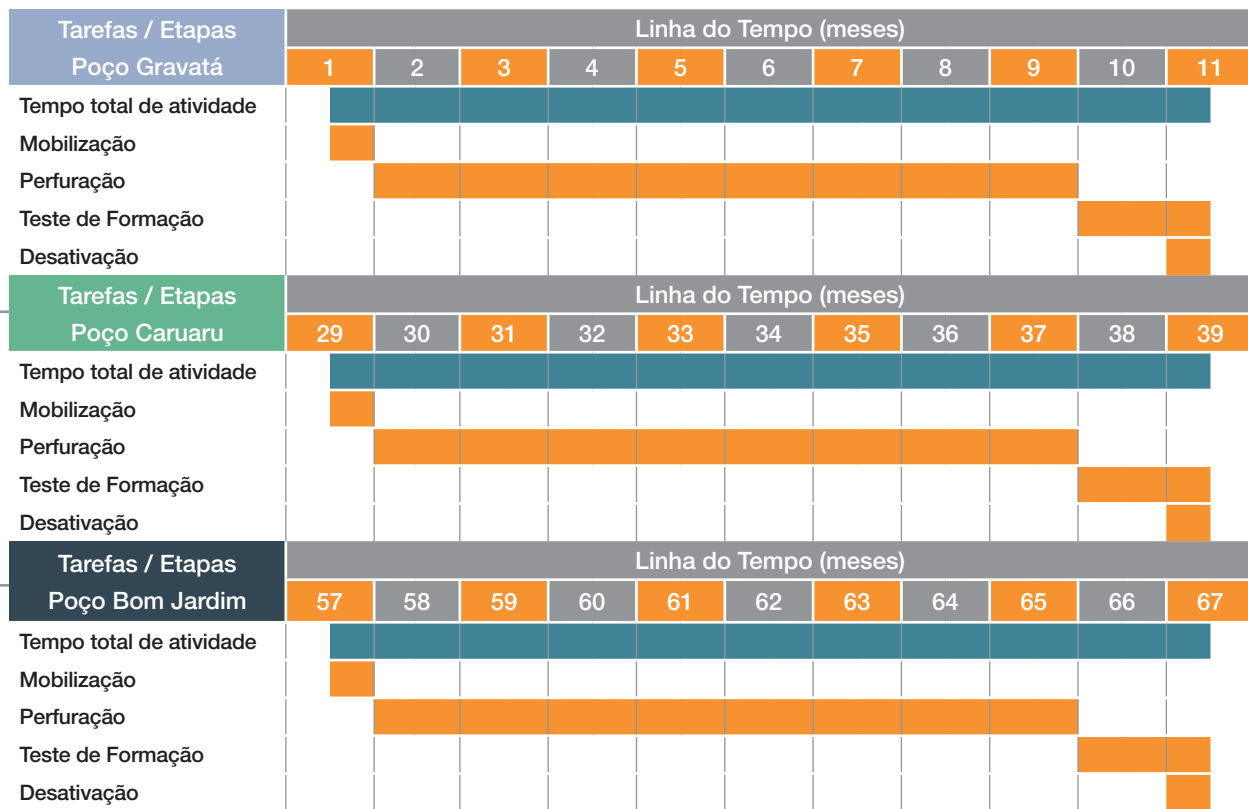 Tarefas / Etapas
Poço Gravatá
Linha do Tempo (meses)
1 2 3 4 5 6 7 8 9 10 11
Tempo total de atividade
Mobilização
Perfuração
Teste de Formação
Desativação
Tarefas / Etapas
Poço Caruaru
Linha do Tempo (meses)
29 30 31 32 33 34 35 36 37 38 39
Tempo total de atividade
Mobilização
Perfuração
Teste de Formação
Desativação
Tarefas / Etapas
Poço Bom Jardim
Linha do Tempo (meses)
57 58 59 60 61 62 63 64 65 66 67
Tempo total de atividade
Mobilização
Perfuração
Teste de Formação
Desativação